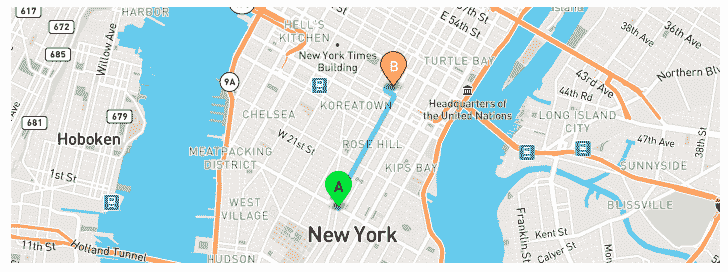 617
672
685
HARBOR
Willow Ave
679
681
Hoboken
1st St
11th St
Holland Tunnel
HUDSON
9A
HELL'S
KITCHEN
New York Times
Building
E 54th St
TURTLE BAY
B
KOREATOWN
Headquarters of
the United Nations
CHELSEA
W 21st St
ROSE HILL
MEATPACKING
DISTRICT
KIPS BAY
A
WEST
VILLAGE
New York
36th Ave
38th Ave
43rd Ave
44th Rd
Northern Blv
LONG ISLAND
CITY
47th Ave
38th St
SUNNYSIDE
BLISSVILLE
Franklin St
Kent St
Calyer St